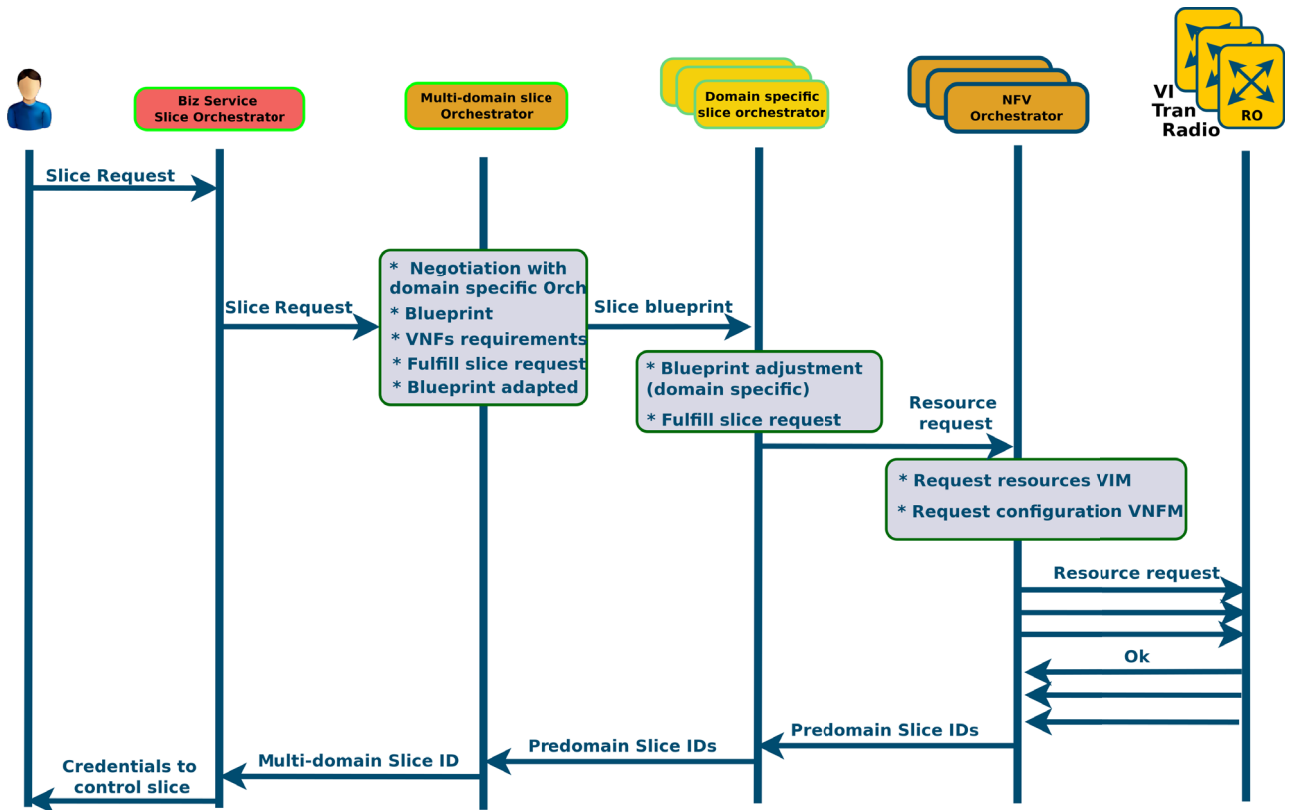 Biz Service
Slice Orchestrator
Multi-domain slice
Orchestrator
Domain specific
slice orchestrator
NFV
Orchestrator
VI
Tran
Radio
RO
Slice Request
Slice Request
* Negotiation with
domain specific Orch
* Blueprint
* VNFs requirements
* Fulfill slice request
* Blueprint adapted
Slice blueprint
* Blueprint adjustment
(domain specific)
* Fulfill slice request
Resource
request
* Request resources VIM
* Request configuration VNFM
Resource request
Ok
Predomain Slice IDs
Predomain Slice IDs
Multi-domain Slice ID
Credentials to
control slice